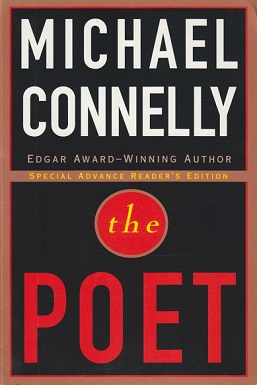 MICHAEL
CONNELLY
EDGAR AWARD–WINNING AUTHOR
SPECIAL ADVANCE READER'S EDITION
the
POET